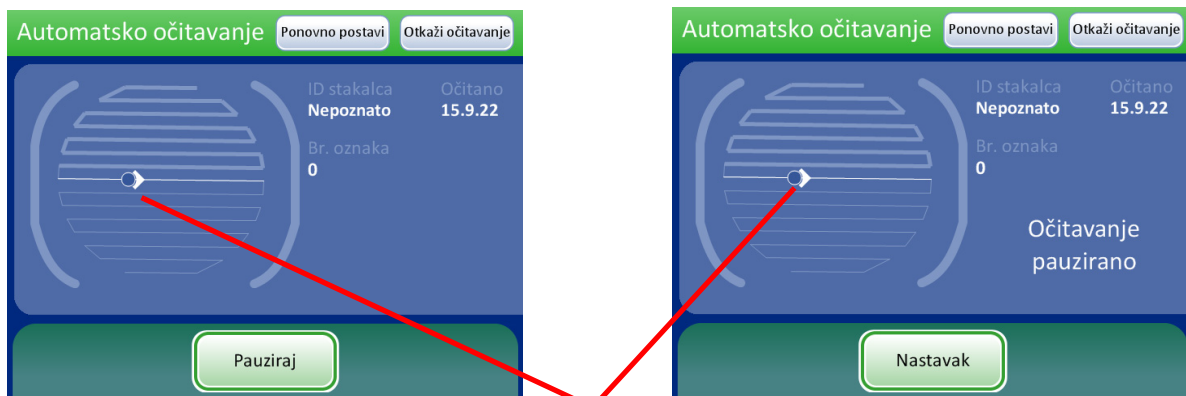 Automatsko očitavanje Ponovno postavi Otkaži očitavanje
ID stakalca Očitano
Nepoznato 15.9.22
Br. oznaka
0
Pauziraj
Automatsko očitavanje Ponovno postavi Otkaži očitavanje
ID stakalca Očitano
Nepoznato 15.9.22
Br. oznaka
0
Očitavanje
pauzirano
Nastavak